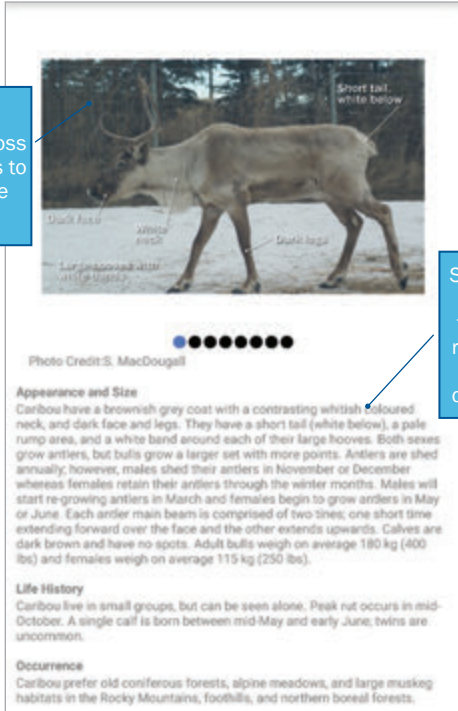 oss
s to
e
Short tail,
white below
Dark face
White
neck
Dark legs
Large hooves with
white bands
S
r
c
Photo Credit:S. MacDougall
Appearance and Size
Caribou have a brownish grey coat with a contrasting whitish coloured
neck, and dark face and legs. They have a short tail (white below), a pale
rump area, and a white band around each of their large hooves. Both sexes
grow antlers, but bulls grow a larger set with more points. Antlers are shed
annually; however, males shed their antlers in November or December
whereas females retain their antlers through the winter months. Males will
start re-growing antlers in March and females begin to grow antlers in May
or June. Each antler main beam is comprised of two tines; one short time
extending forward over the face and the other extends upwards. Calves are
dark brown and have no spots. Adult bulls weigh on average 180 kg (400
lbs) and females weigh on average 115 kg (250 lbs).
Life History
Caribou live in small groups, but can be seen alone. Peak rut occurs in mid-
October. A single calf is born between mid-May and early June; twins are
uncommon.
Occurrence
Caribou prefer old coniferous forests, alpine meadows, and large muskeg
habitats in the Rocky Mountains, foothills, and northern boreal forests.